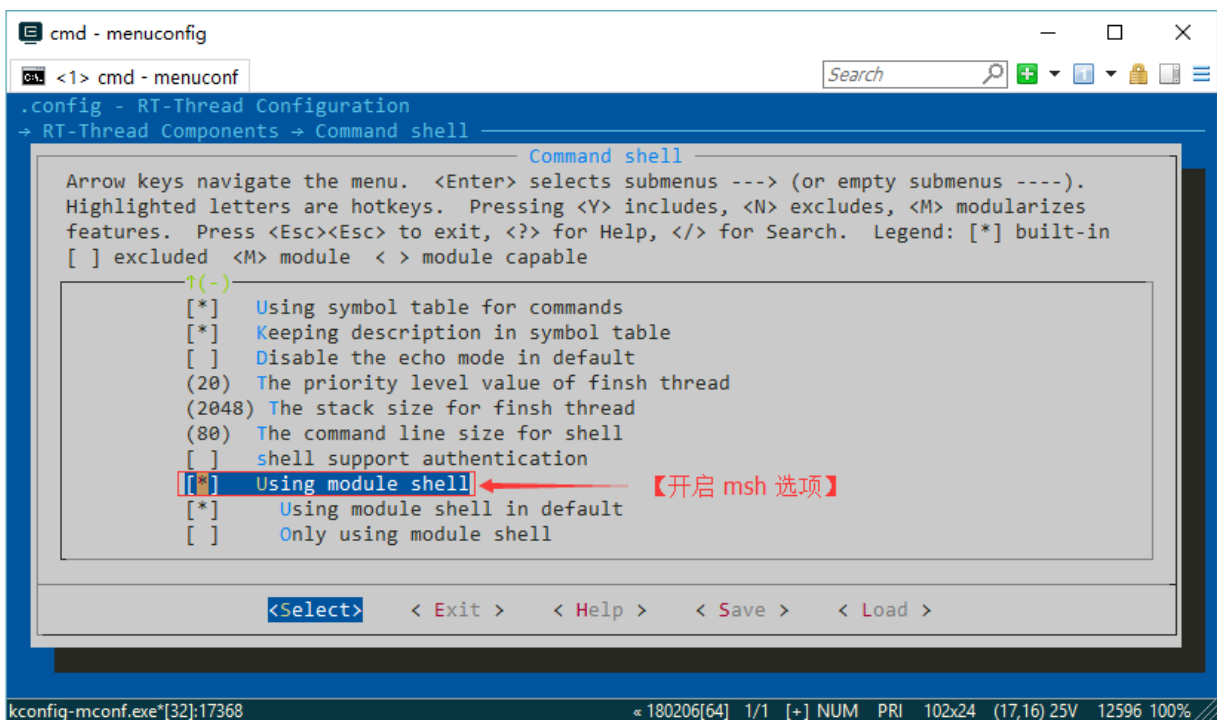 cmd - menuconfig
<1> cmd - menuconf
Search
.config - RT-Thread Configuration
→ RT-Thread Components → Command shell
Command shell
Arrow keys navigate the menu.  <Enter> selects submenus ---> (or empty submenus ----).
Highlighted letters are hotkeys.  Pressing <Y> includes, <N> excludes, <M> modularizes
features.  Press <Esc><Esc> to exit, <?> for Help, </> for Search.  Legend: [*] built-in
[ ] excluded  <M> module  < > module capable
↑(-)
[*]   Using symbol table for commands
[*]   Keeping description in symbol table
[ ]   Disable the echo mode in default
(20)  The priority level value of finsh thread
(2048) The stack size for finsh thread
(80)  The command line size for shell
[ ]   shell support authentication
[*]   Using module shell 【开启 msh 选项】
[*]     Using module shell in default
[ ]     Only using module shell
<Select>    < Exit >    < Help >    < Save >    < Load >
kconfig-mconf.exe*[32]:17368 « 180206[64] 1/1 [+] NUM PRI 102x24 (17,16) 25V 12596 100%